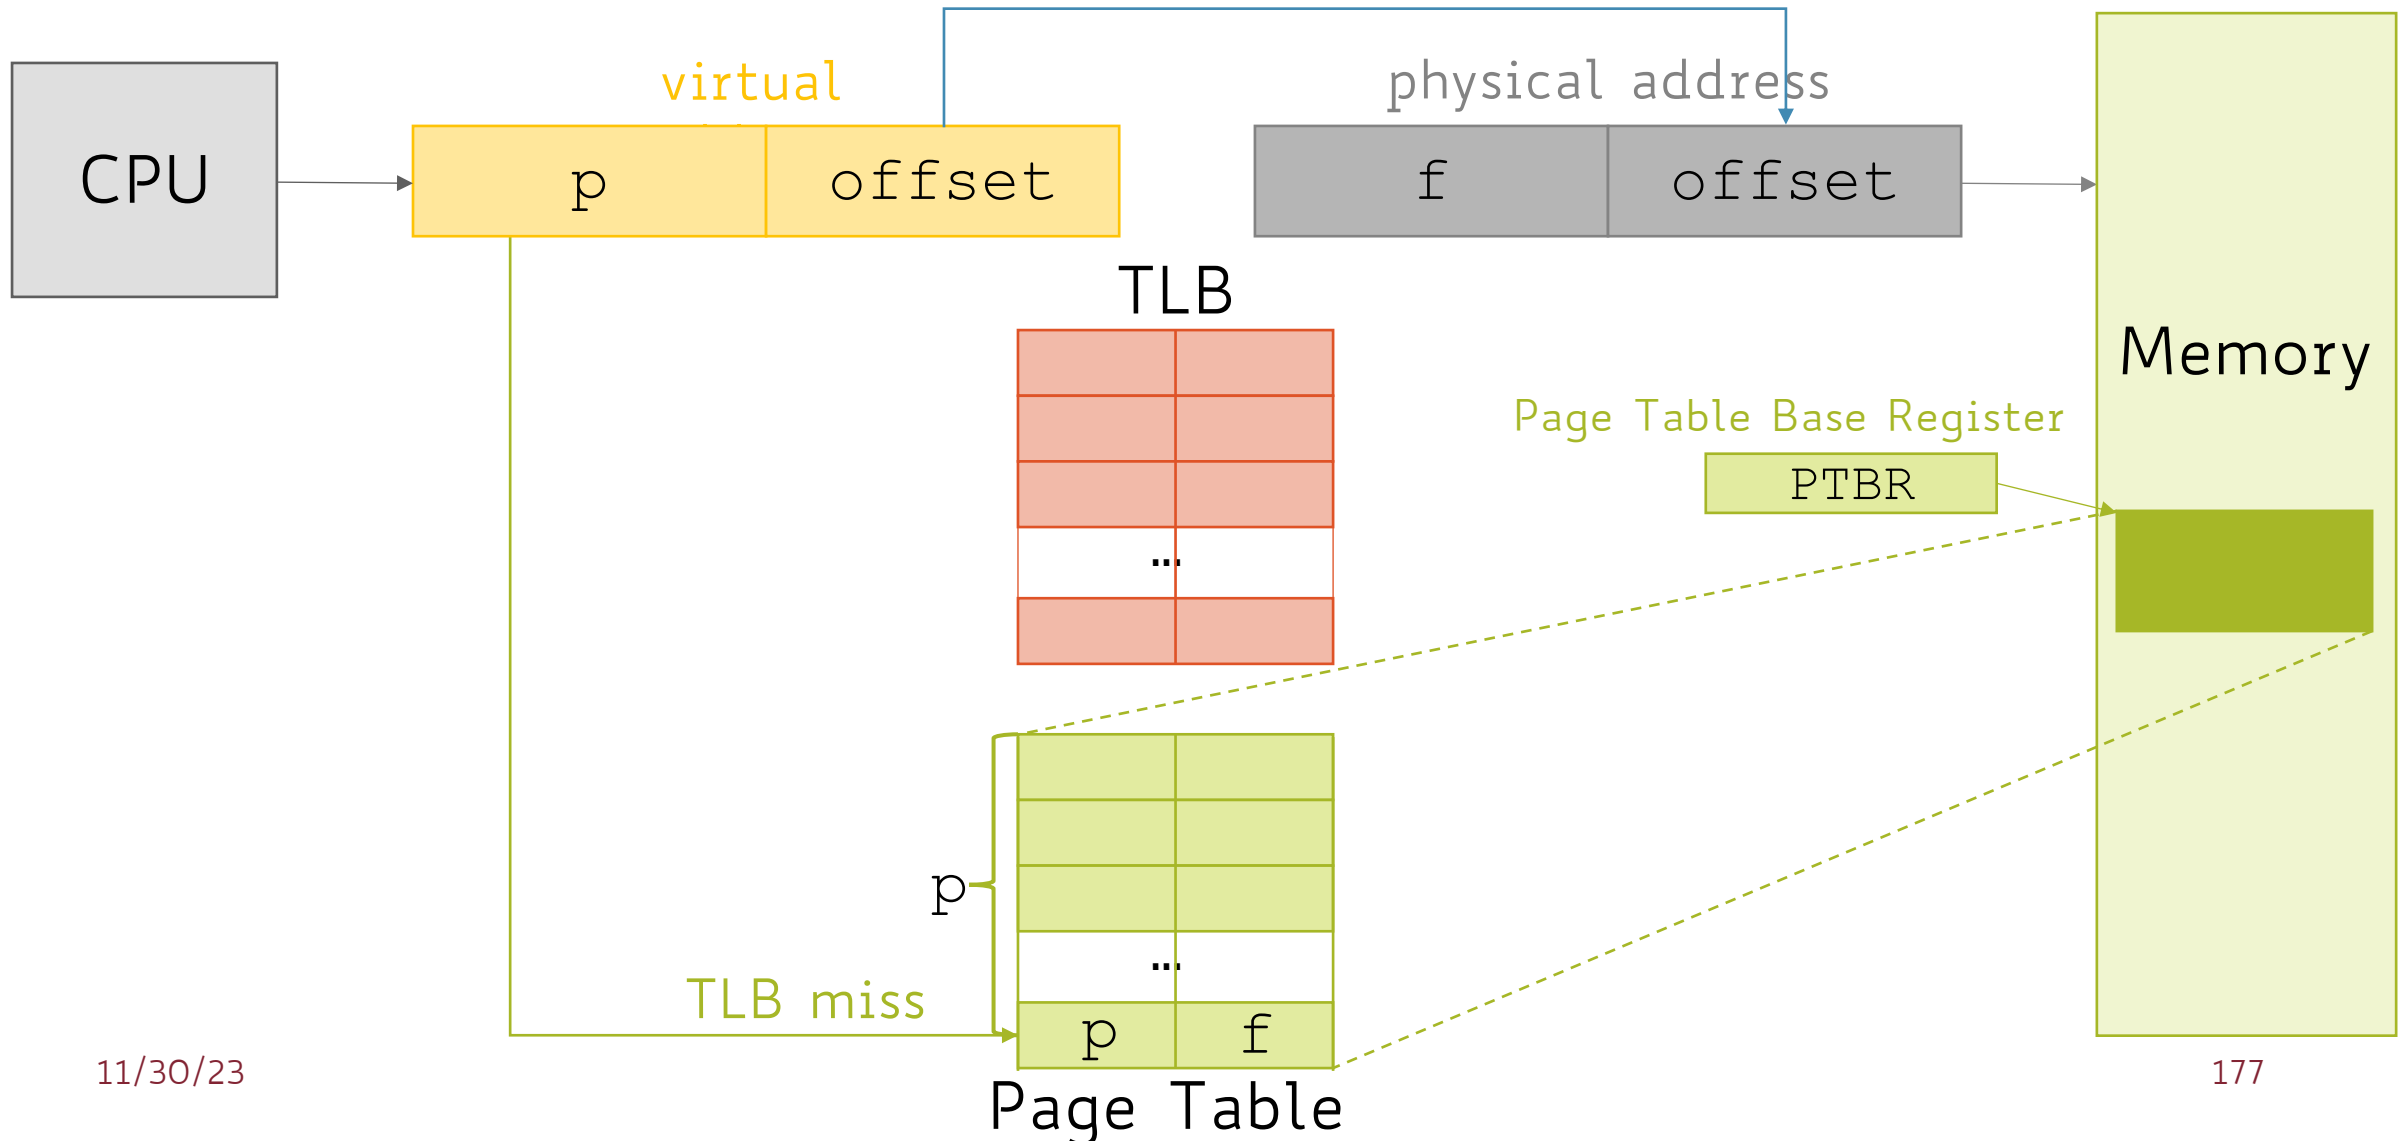 virtual
physical address
CPU
p
offset
f
offset
TLB
Memory
Page Table Base Register
PTBR
…
p
…
TLB miss
p
f
11/30/23
177
Page Table